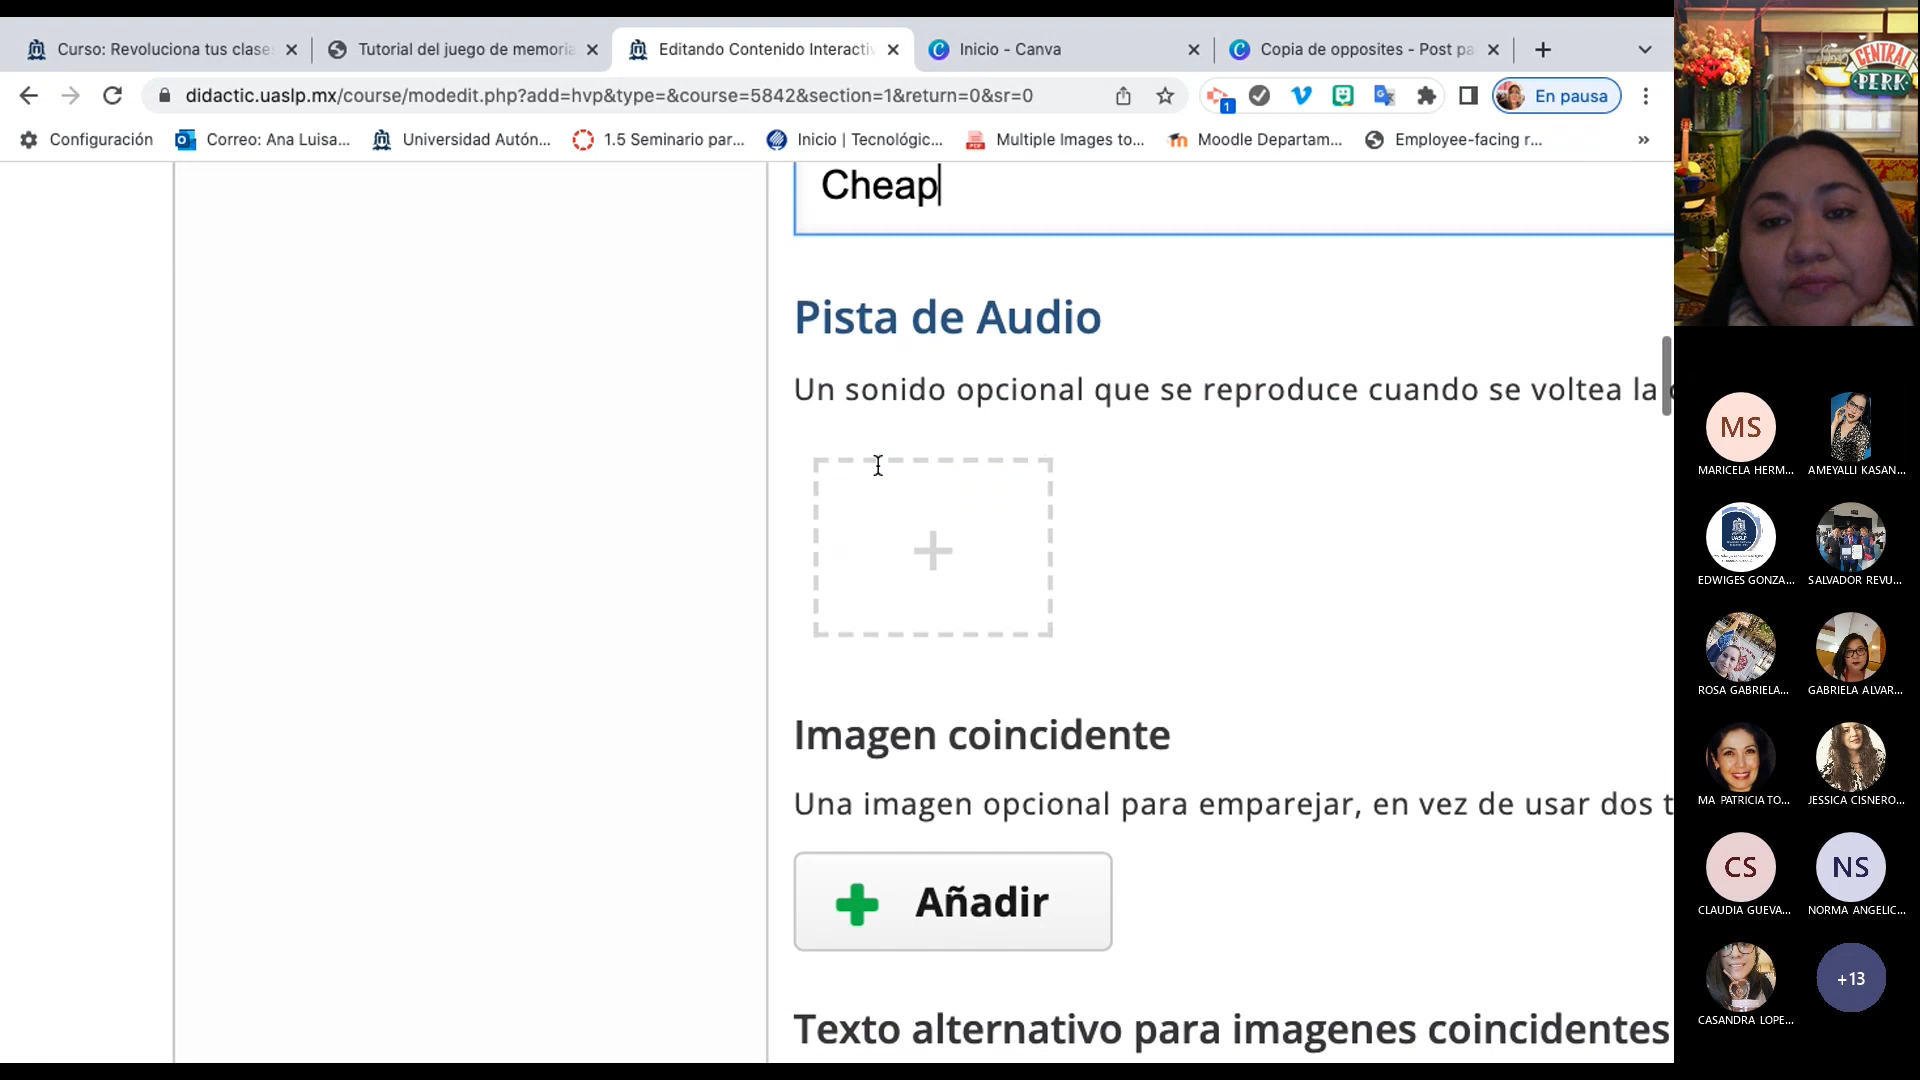 Curso: Revoluciona tus clase
Tutorial del juego de memoria
Editando Contenido Interactiv
Inicio - Canva
Copia de opposites - Post pa
didactic.uaslp.mx/course/modedit.php?add=hvp&type=&course=5842&section=1&return=0&sr=0
1
En pausa
Configuración
Correo: Ana Luisa...
Universidad Autón...
1.5 Seminario par...
Inicio | Tecnológic...
Multiple Images to...
Moodle Departam...
Employee-facing r...
»
Cheap
Pista de Audio
Un sonido opcional que se reproduce cuando se voltea la
Imagen coincidente
Una imagen opcional para emparejar, en vez de usar dos t
Añadir
Texto alternativo para imagenes coincidentes
CENTRAL
PERK
MS
MARICELA HERM...
AMEYALLI KASAN...
UASLP
EDWIGES GONZA...
SALVADOR REVU...
ROSA GABRIELA...
GABRIELA ALVAR...
MA PATRICIA TO...
JESSICA CISNERO...
CS
CLAUDIA GUEVA...
NS
NORMA ANGELIC...
CASANDRA LOPE...
+13